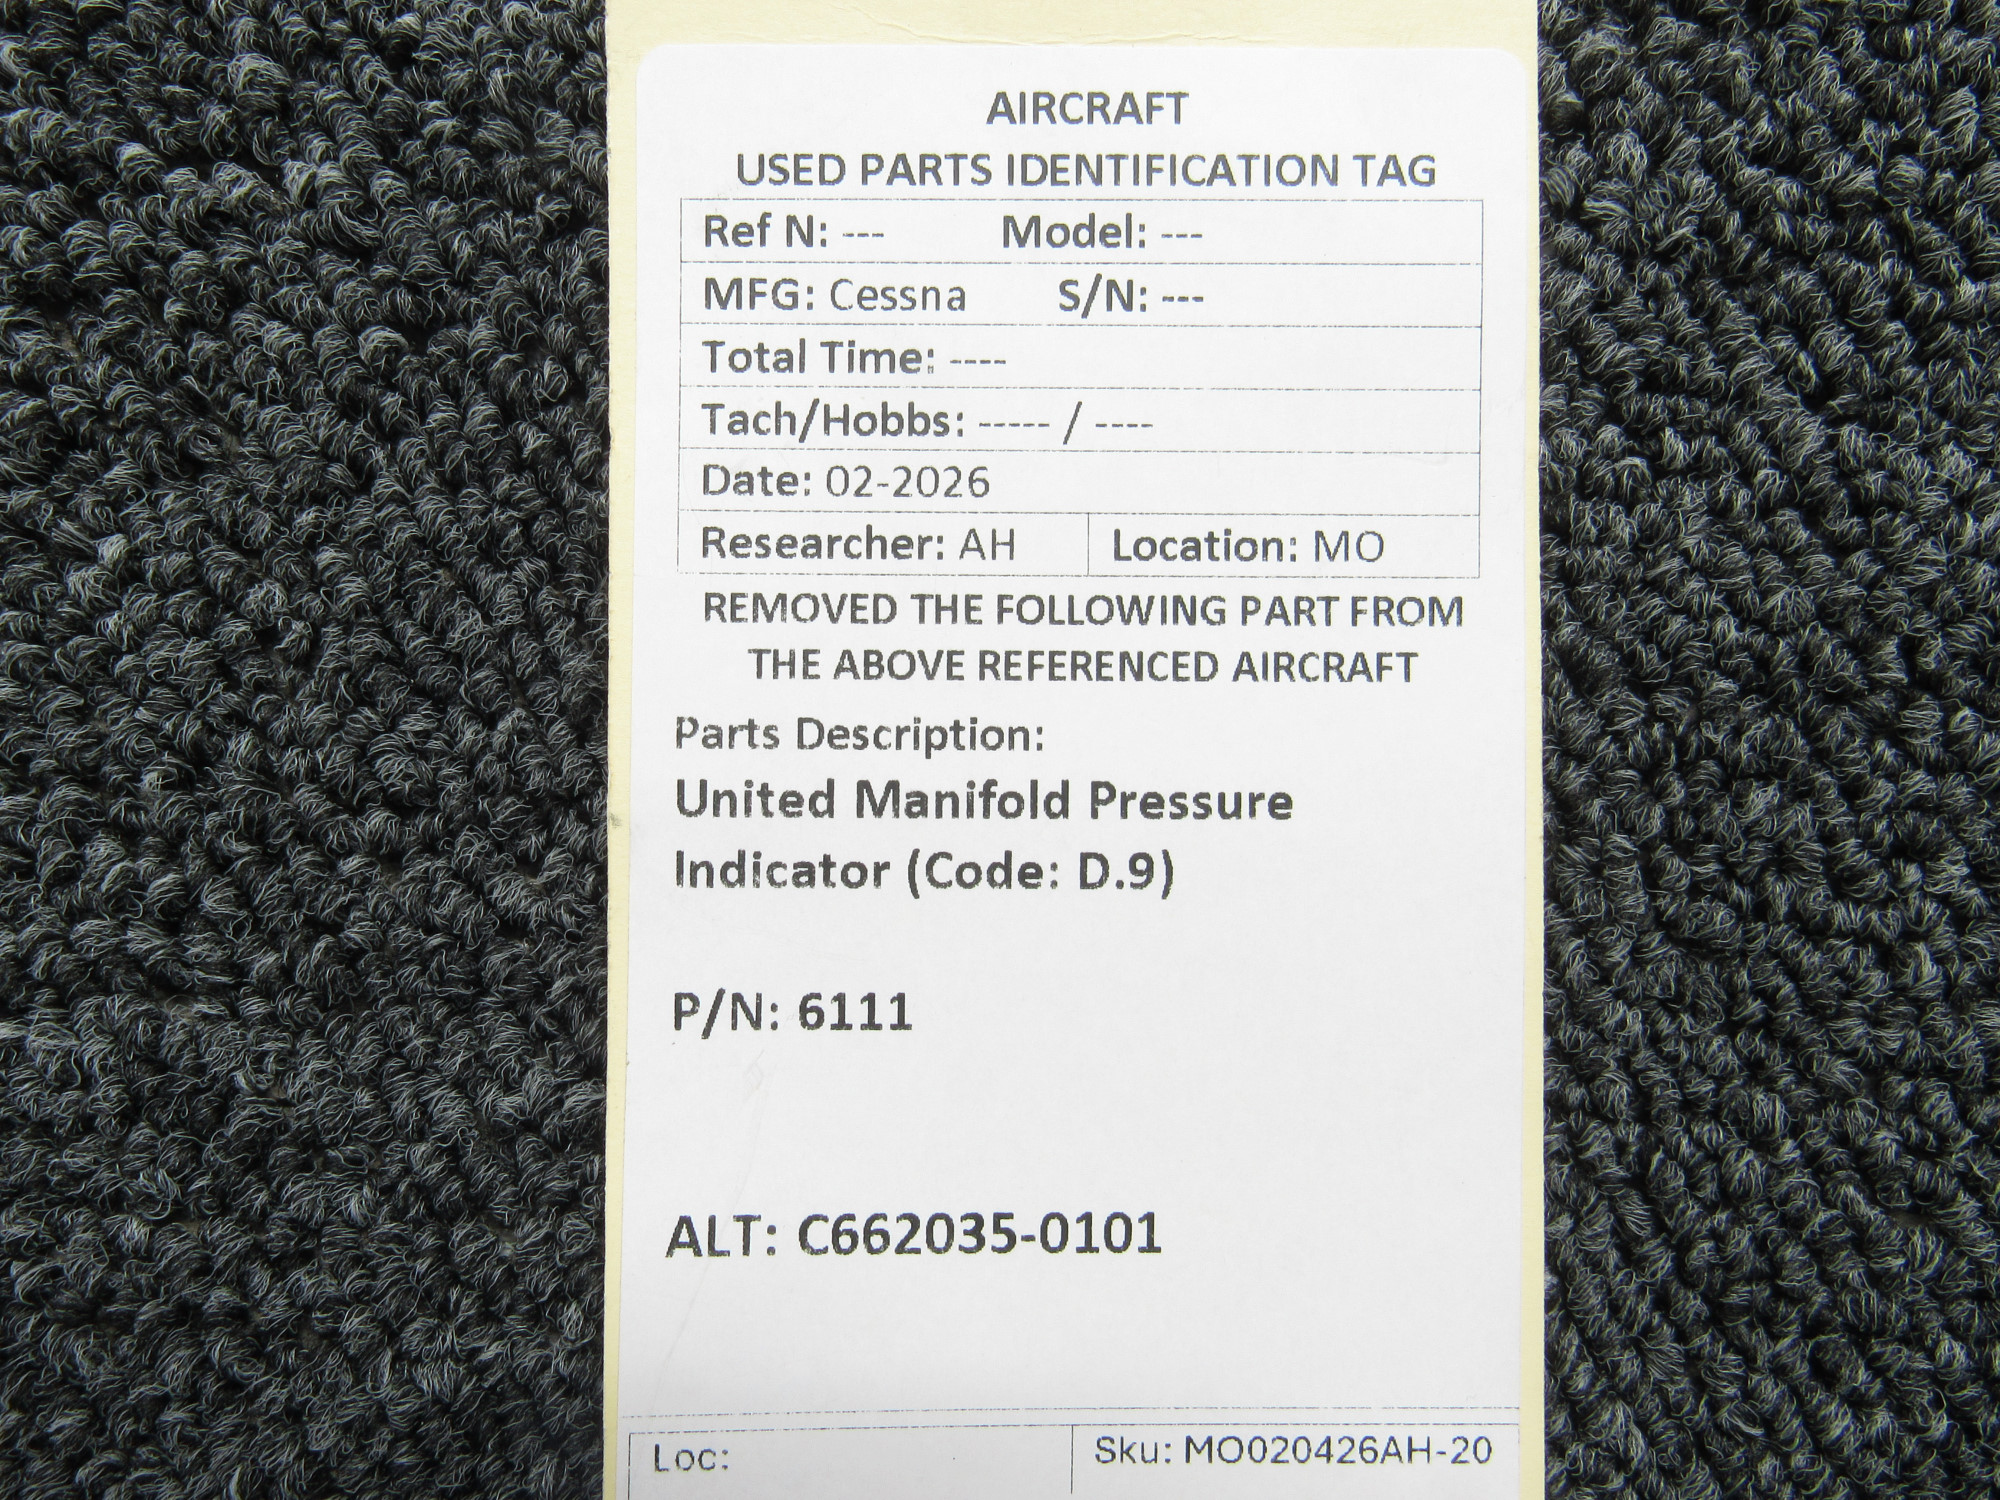 AIRCRAFT
USED PARTS IDENTIFICATION TAG
Ref N: --- Model: ---
MFG: Cessna S/N: ---
Total Time: ----
Tach/Hobbs: ----- / ----
Date: 02-2026
Researcher: AH Location: MO
REMOVED THE FOLLOWING PART FROM
THE ABOVE REFERENCED AIRCRAFT
Parts Description:
United Manifold Pressure
Indicator (Code: D.9)
P/N: 6111
ALT: C662035-0101
Loc: Sku: MO020426AH-20